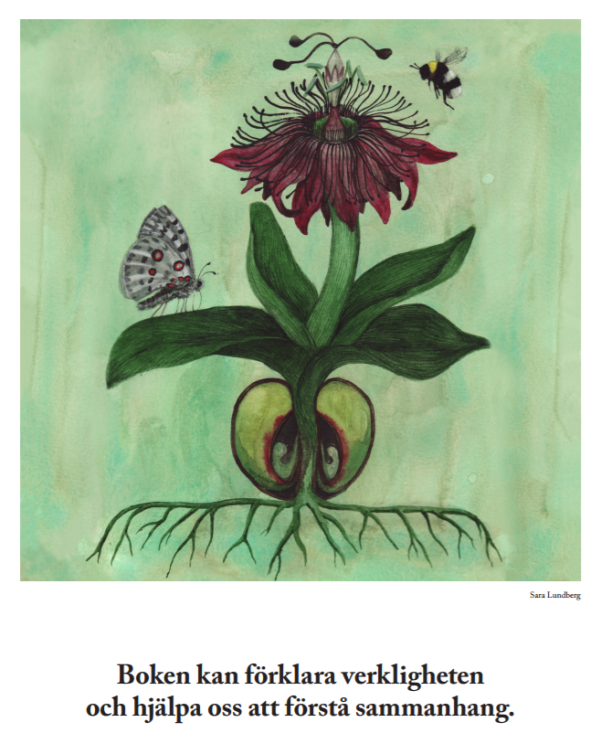 Sara Lundberg
Boken kan förklara verkligheten
och hjälpa oss att förstå sammanhang.